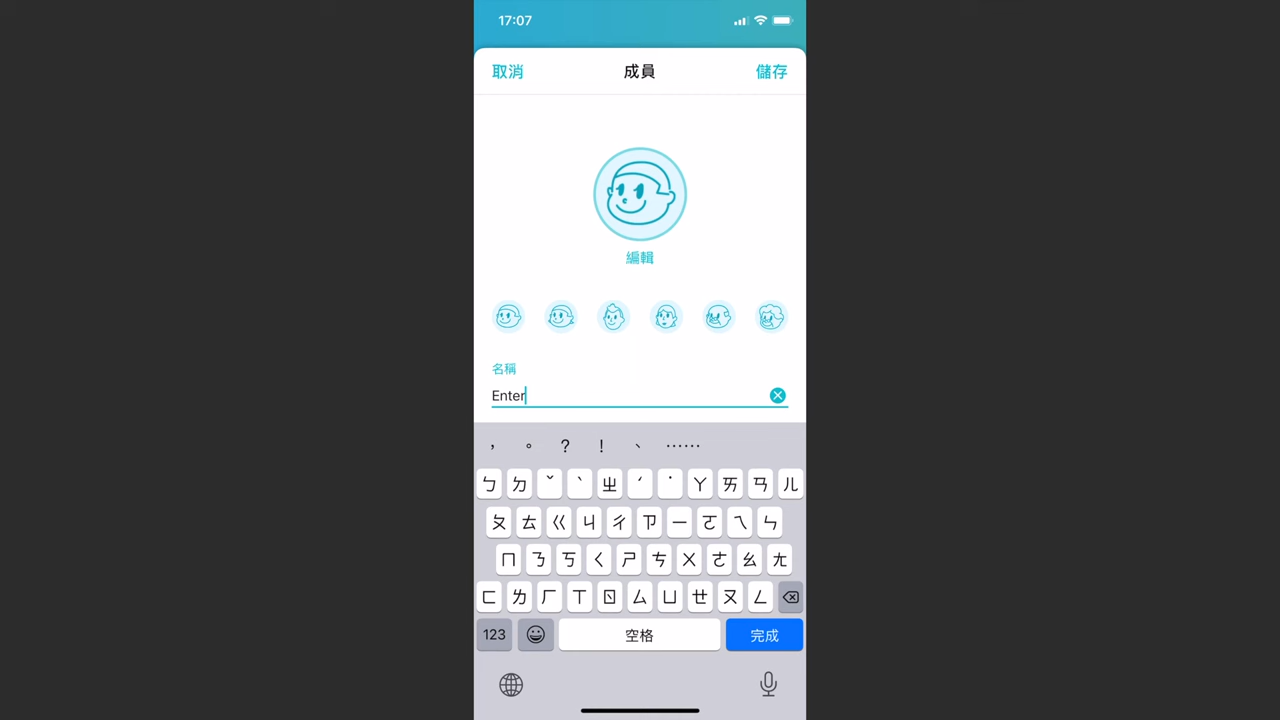 17:07
取消 成員 儲存
編輯
名稱
Enter
， 。 ? ! 、 ……
ㄅ ㄉ ˇ ˋ ㄓ ˊ ˙ ㄚ ㄞ ㄢ ㄦ
ㄆ ㄊ ㄍ ㄐ ㄔ ㄗ ㄧ ㄛ ㄟ ㄣ
ㄇ ㄋ ㄎ ㄑ ㄕ ㄘ ㄨ ㄜ ㄠ ㄤ
ㄈ ㄌ ㄏ ㄒ ㄖ ㄙ ㄩ ㄝ ㄡ ㄥ
123 空格 完成